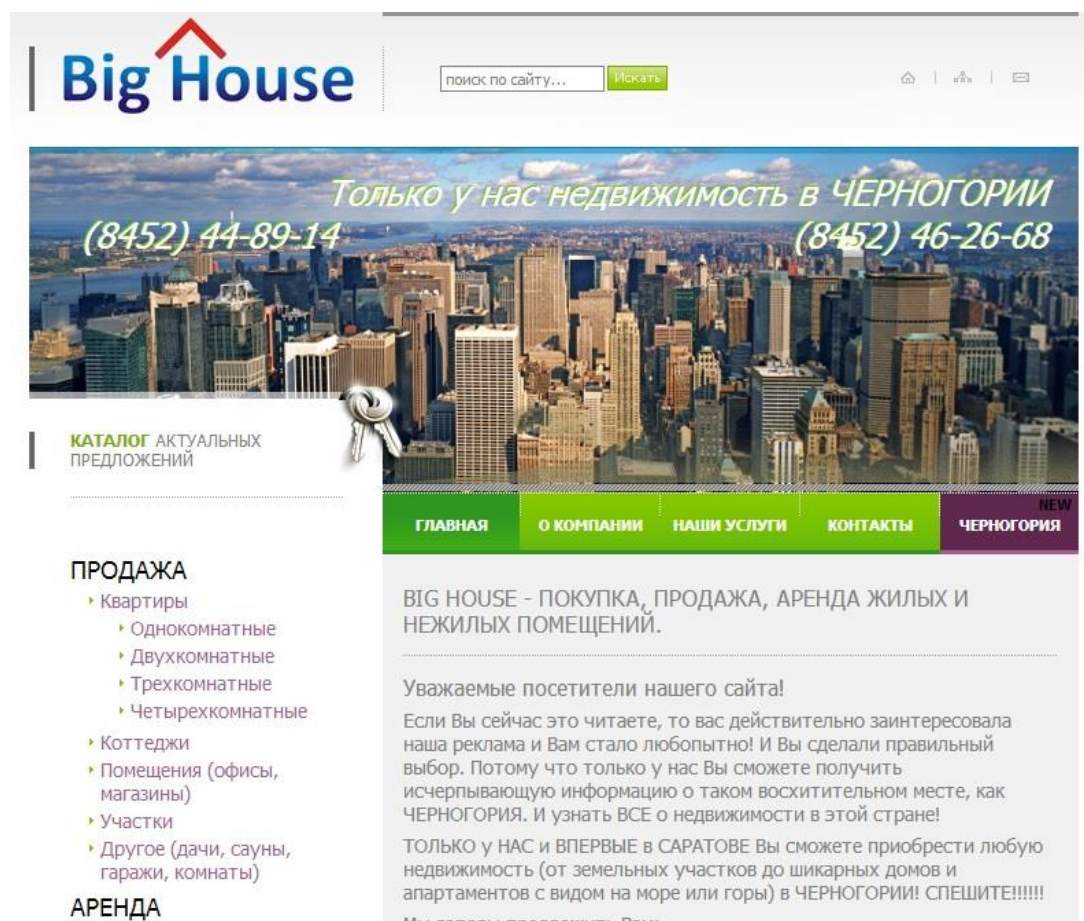 Big House
поиск по сайту...
Искать
Только у нас недвижимость в ЧЕРНОГОРИИ
(8452) 44-89-14
(8452) 46-26-68
КАТАЛОГ АКТУАЛЬНЫХ
ПРЕДЛОЖЕНИЙ
ГЛАВНАЯ
О КОМПАНИИ
НАШИ УСЛУГИ
КОНТАКТЫ
NEW
ЧЕРНОГОРИЯ
ПРОДАЖА
Квартиры
Однокомнатные
Двухкомнатные
Трехкомнатные
Четырехкомнатные
Коттеджи
Помещения (офисы,
магазины)
Участки
Другое (дачи, сауны,
гаражи, комнаты)
АРЕНДА
BIG HOUSE - ПОКУПКА, ПРОДАЖА, АРЕНДА ЖИЛЫХ И
НЕЖИЛЫХ ПОМЕЩЕНИЙ.
Уважаемые посетители нашего сайта!
Если Вы сейчас это читаете, то вас действительно заинтересовала
наша реклама и Вам стало любопытно! И Вы сделали правильный
выбор. Потому что только у нас Вы сможете получить
исчерпывающую информацию о таком восхитительном месте, как
ЧЕРНОГОРИЯ. И узнать ВСЕ о недвижимости в этой стране!
ТОЛЬКО у НАС и ВПЕРВЫЕ в САРАТОВЕ Вы сможете приобрести любую
недвижимость (от земельных участков до шикарных домов и
апартаментов с видом на море или горы) в ЧЕРНОГОРИИ! СПЕШИТЕ!!!!!!